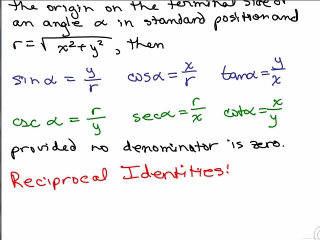 the origin on the terminal side of
an angle α in standard position and
r = √x² + y² , then
sin α = y/r cos α = x/r tan α = y/x
csc α = r/y sec α = r/x cot α = x/y
provided no denominator is zero.
Reciprocal Identities!